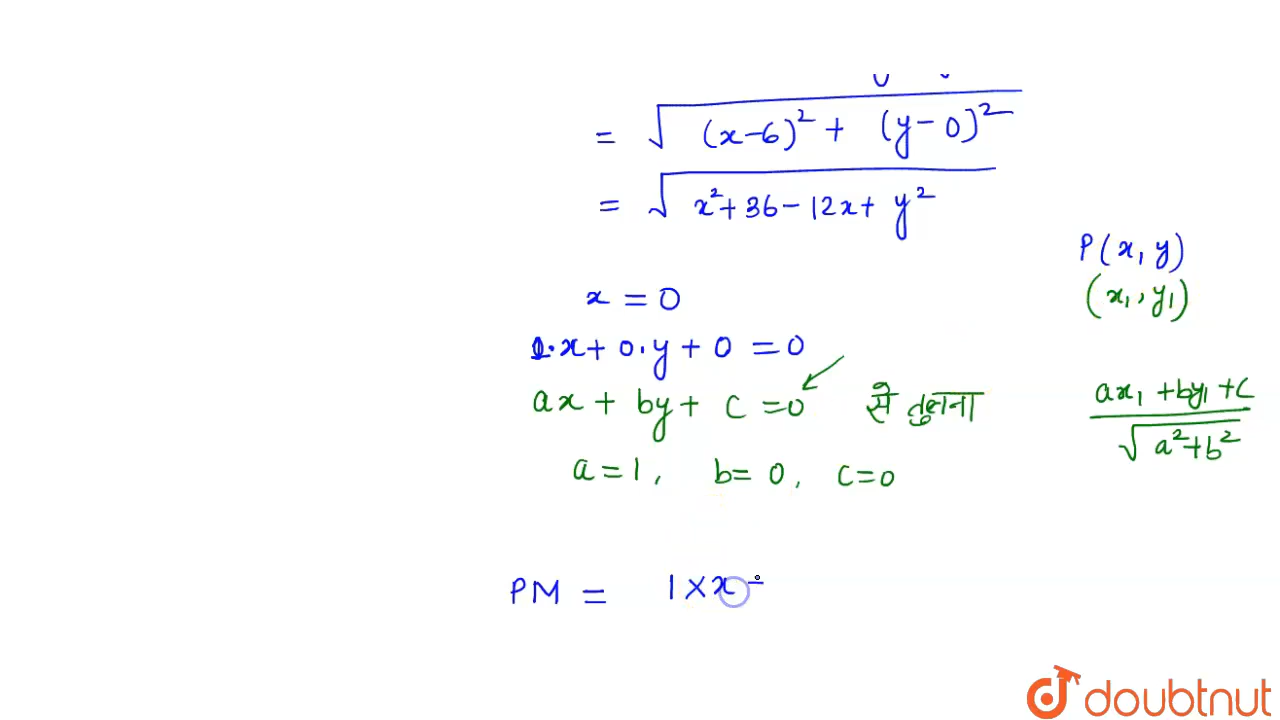 = √(x-6)² + (y-0)²
= √x²+36-12x+y²
P(x, y)
x = 0
(x₁, y₁)
1·x + 0·y + 0 = 0
ax + by + c = 0 से तुलना
ax₁ + by₁ + c
√a²+b²
a = 1, b = 0, c = 0
PM = 1 × x
doubtnut